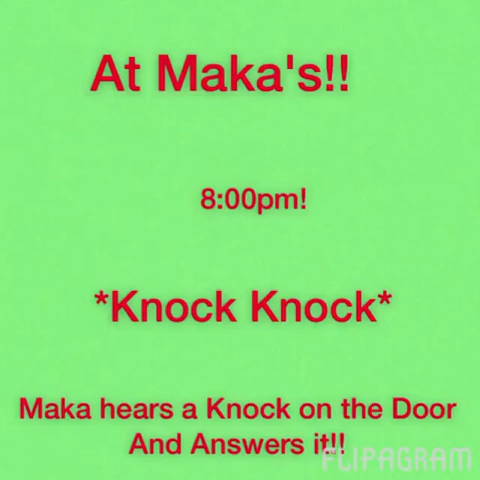 At Maka's!!
8:00pm!
*Knock Knock*
Maka hears a Knock on the Door
And Answers it!!
FLIPAGRAM